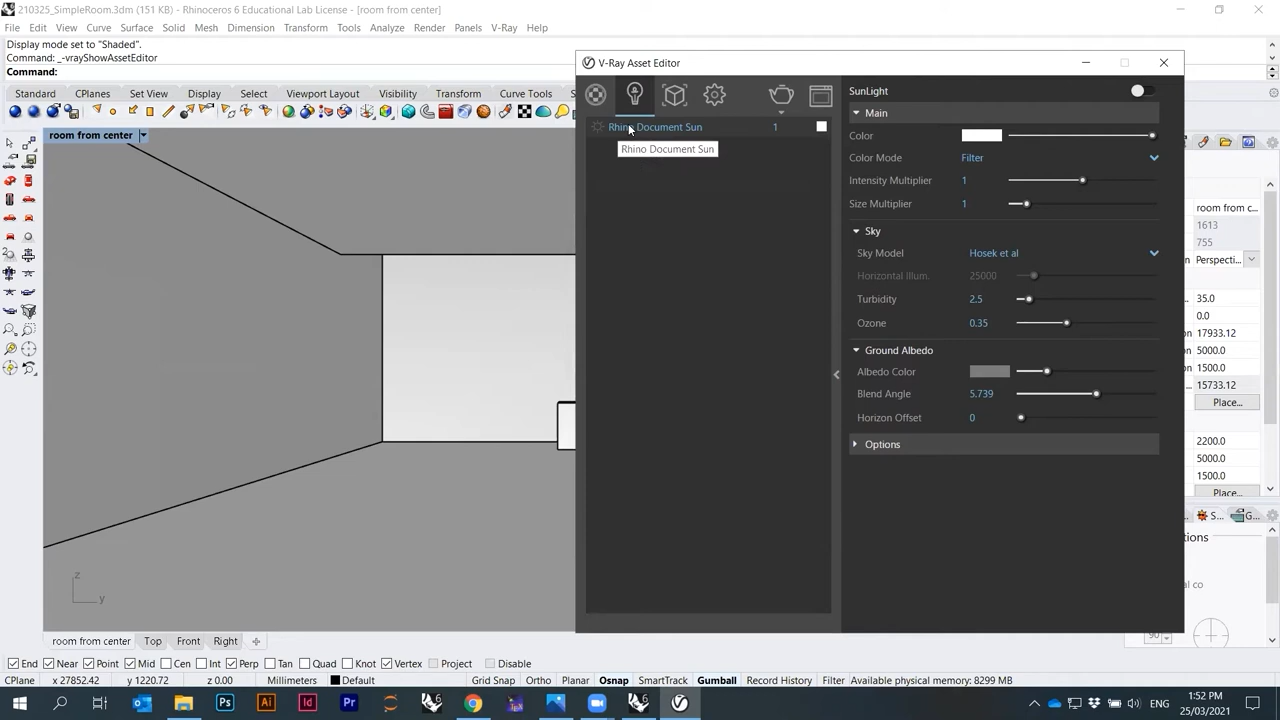 210325_SimpleRoom.3dm (151 KB) - Rhinoceros 6 Educational Lab License - [room from center]
File Edit View Curve Surface Solid Mesh Dimension Transform Tools Analyze Render Panels V-Ray Help
Display mode set to "Shaded".
Command: _-vrayShowAssetEditor
Command:
Standard CPlanes Set View Display Select Viewport Layout Visibility Transform Curve Tools
room from center
V-Ray Asset Editor
Rhino Document Sun 1
Rhino Document Sun
SunLight
Main
Color
Color Mode Filter
Intensity Multiplier 1
Size Multiplier 1
Sky
Sky Model Hosek et al
Horizontal Illum. 25000
Turbidity 2.5
Ozone 0.35
Ground Albedo
Albedo Color
Blend Angle 5.739
Horizon Offset 0
Options
room from c...
1613
755
Perspecti...
35.0
0.0
17933.12
5000.0
1500.0
15733.12
Place...
2200.0
5000.0
1500.0
Place...
S... G...
90
z
y
room from center Top Front Right
End Near Point Mid Cen Int Perp Tan Quad Knot Vertex Project Disable
CPlane x 27852.42 y 1220.72 z 0.00 Millimeters Default Grid Snap Ortho Planar Osnap SmartTrack Gumball Record History Filter Available physical memory: 8299 MB
1:52 PM
25/03/2021